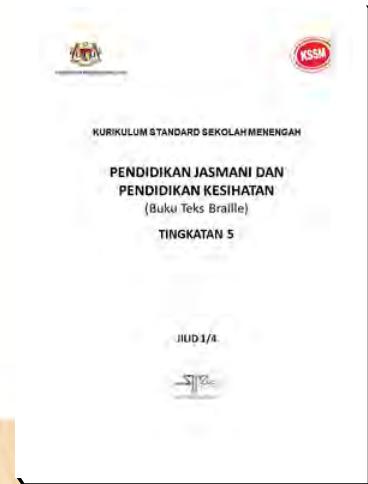 KSSM
KURIKULUM STANDARD SEKOLAH MENENGAH
PENDIDIKAN JASMANI DAN
PENDIDIKAN KESIHATAN
(Buku Teks Braille)
TINGKATAN 5
JILID 1/4